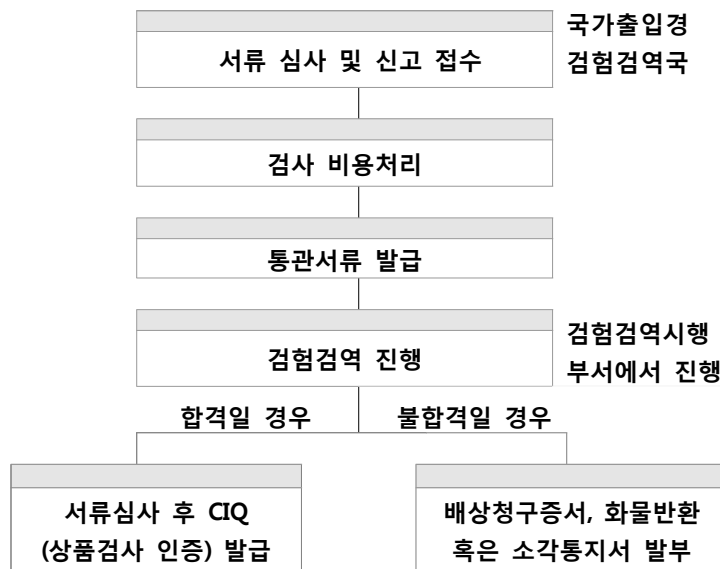 국가출입경
검험검역국
서류 심사 및 신고 접수
검사 비용처리
통관서류 발급
검험검역 진행
검험검역시행
부서에서 진행
합격일 경우
불합격일 경우
서류심사 후 CIQ
(상품검사 인증) 발급
배상청구증서, 화물반환
혹은 소각통지서 발부